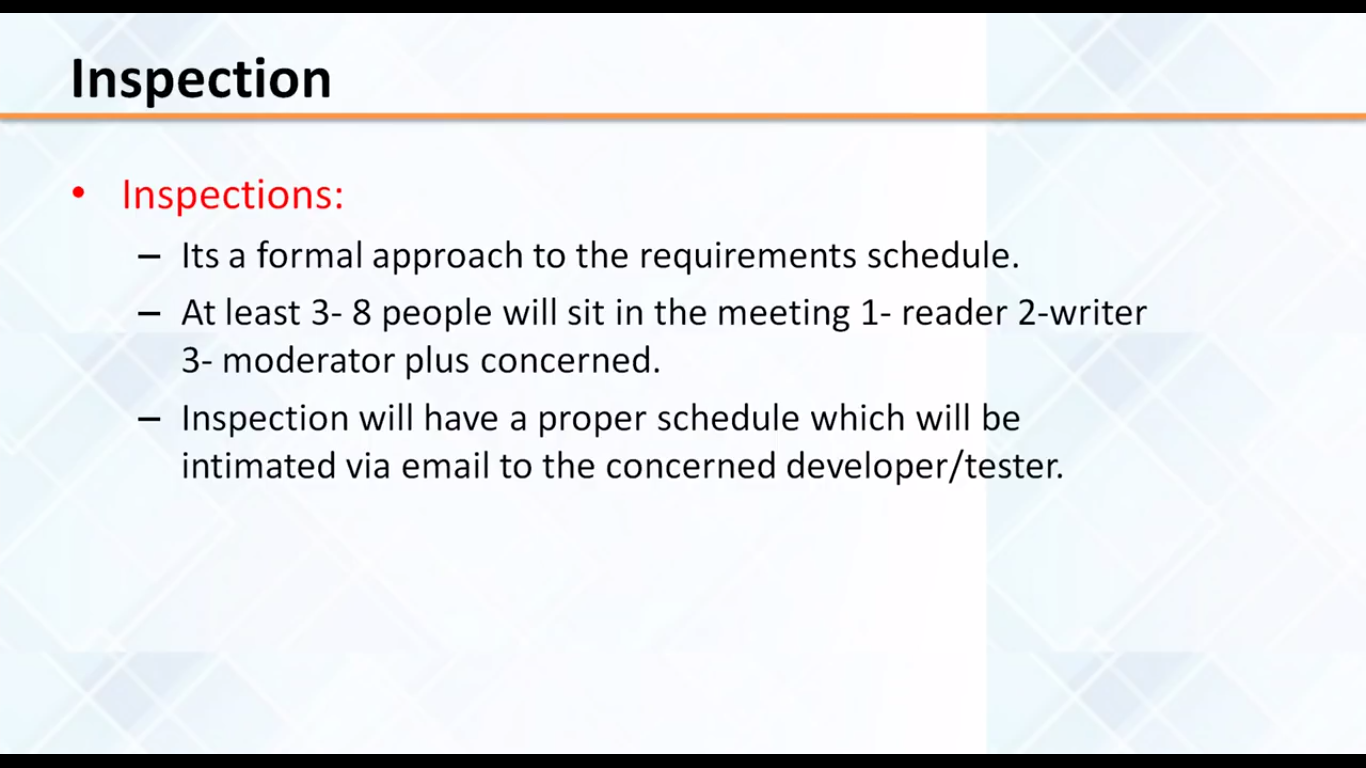 Inspection
• Inspections:
– Its a formal approach to the requirements schedule.
– At least 3- 8 people will sit in the meeting 1- reader 2-writer
3- moderator plus concerned.
– Inspection will have a proper schedule which will be
intimated via email to the concerned developer/tester.